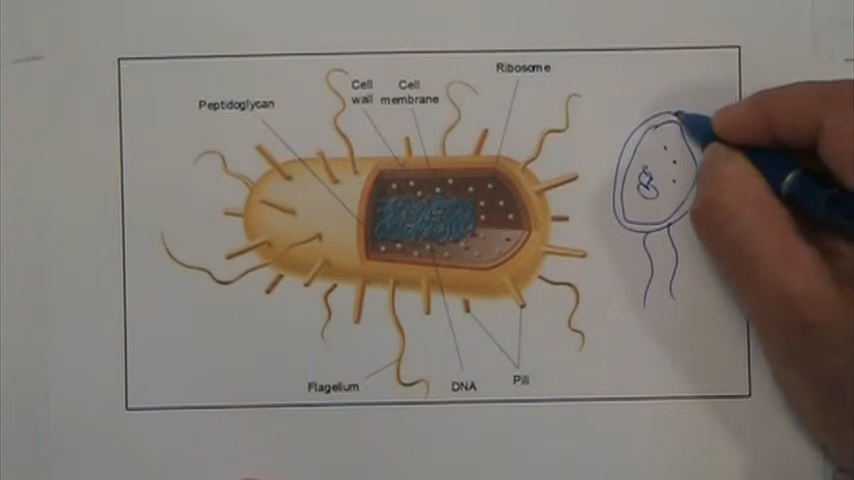 Ribosome
Cell
wall
Cell
membrane
Peptidoglycan
Flagellum
DNA
Pili